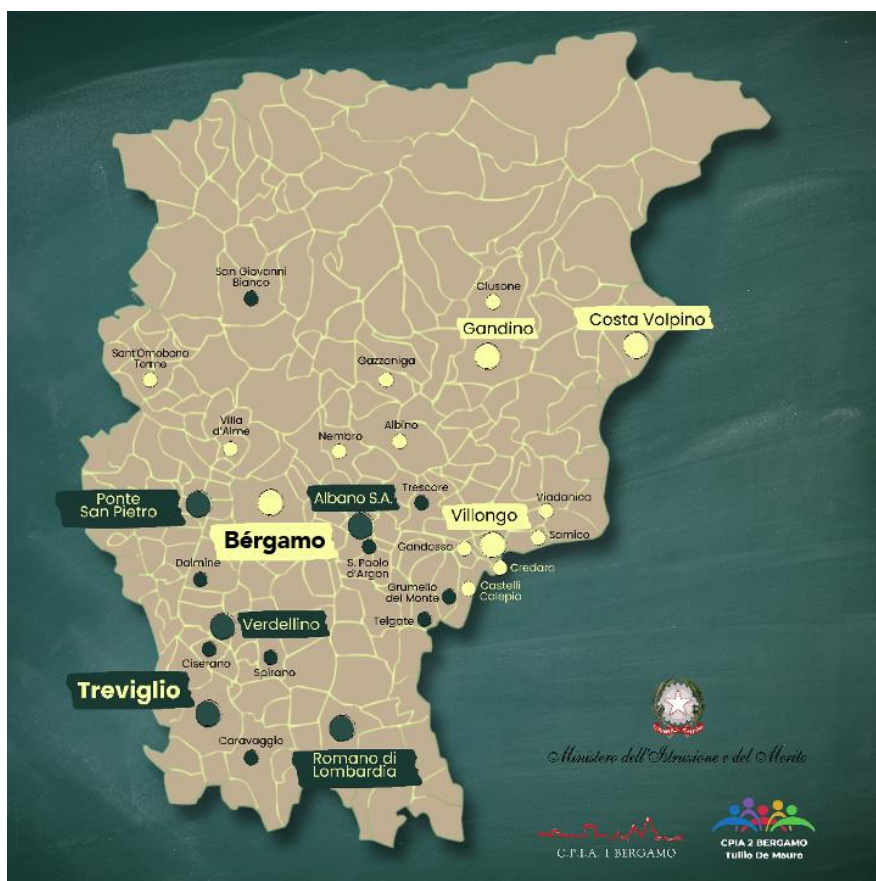 San Giovanni
Bianco
Clusone
Gandino
Costa Volpino
Sant'Omobono
Terme
Gazzaniga
Villa
d'Almè
Nembro
Albino
Ponte
San Pietro
Bérgamo
Albano S.A.
Trescore
Villongo
Viadanica
Sarnico
Gandosso
Credaro
S. Paolo
d'Argon
Dalmine
Grumello
del Monte
Castelli
Calepio
Telgate
Verdellino
Ciserano
Spirano
Treviglio
Caravaggio
Romano di
Lombardia
Ministero dell'Istruzione e del Merito
C.P.I.A. 1 BERGAMO
CPIA 2 BERGAMO
Tullio De Mauro